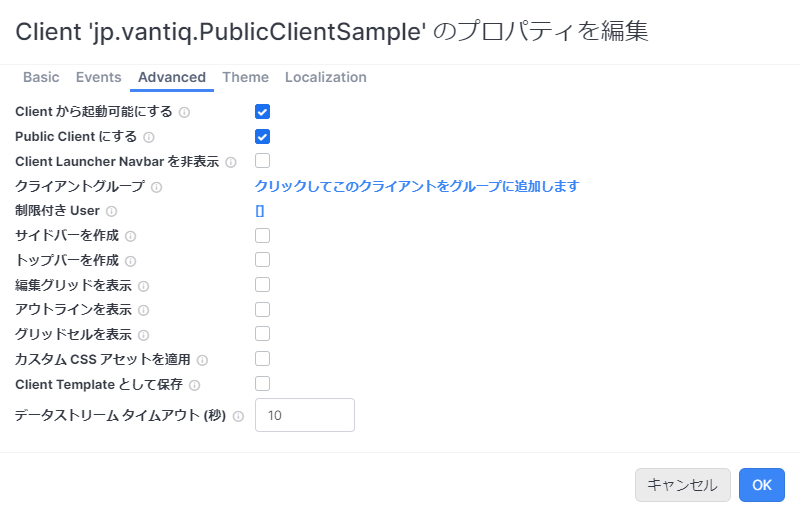 Client 'jp.vantiq.PublicClientSample' のプロパティを編集
Basic Events Advanced Theme Localization
Client から起動可能にする
Public Client にする
Client Launcher Navbar を非表示
クライアントグループ クリックしてこのクライアントをグループに追加します
制限付き User []
サイドバーを作成
トップバーを作成
編集グリッドを表示
アウトラインを表示
グリッドセルを表示
カスタム CSS アセットを適用
Client Template として保存
データストリーム タイムアウト (秒) 10
キャンセル OK